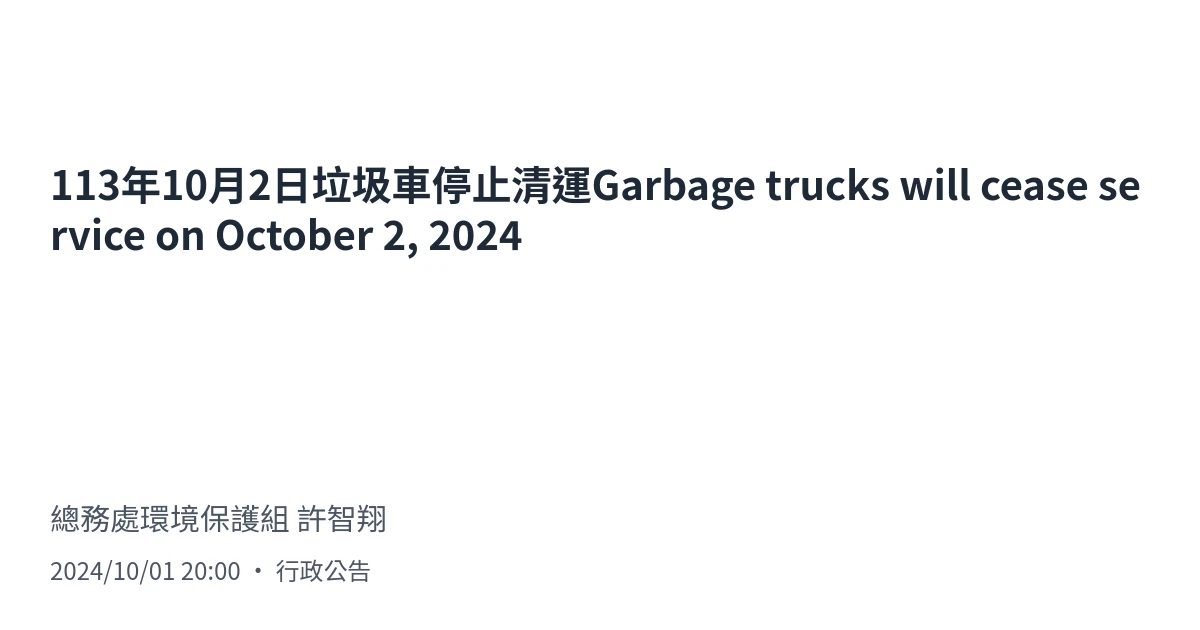 113年10月2日垃圾車停止清運Garbage trucks will cease se
rvice on October 2, 2024
總務處環境保護組 許智翔
2024/10/01 20:00 ・ 行政公告